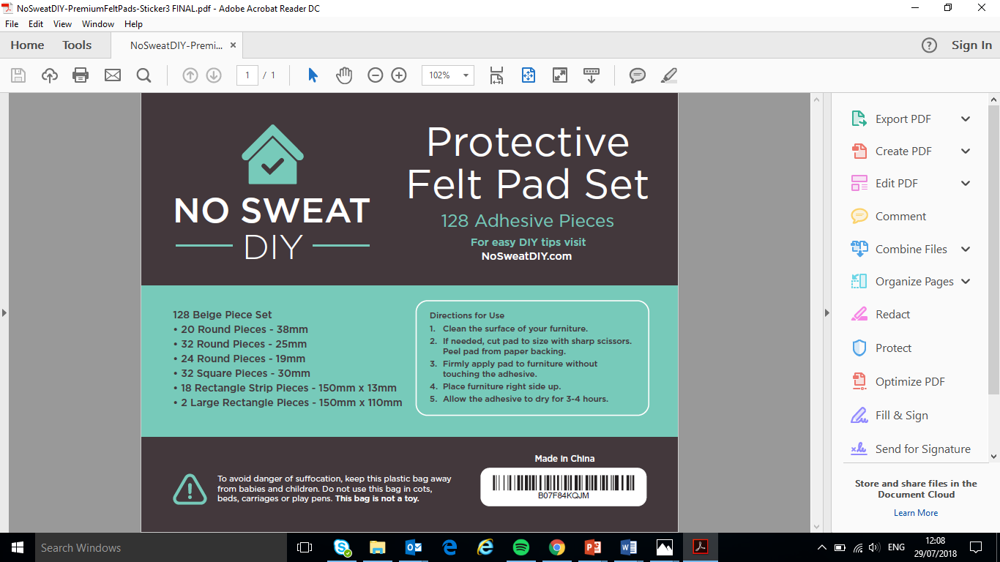 NoSweatDIY-PremiumFeltPads-Sticker3 FINAL.pdf - Adobe Acrobat Reader DC
File Edit View Window Help
Home Tools NoSweatDIY-Premi... × ? Sign In
1 / 1 102%
NO SWEAT
DIY
Protective
Felt Pad Set
128 Adhesive Pieces
For easy DIY tips visit
NoSweatDIY.com
128 Beige Piece Set
• 20 Round Pieces - 38mm
• 32 Round Pieces - 25mm
• 24 Round Pieces - 19mm
• 32 Square Pieces - 30mm
• 18 Rectangle Strip Pieces - 150mm x 13mm
• 2 Large Rectangle Pieces - 150mm x 110mm
Directions for Use
1. Clean the surface of your furniture.
2. If needed, cut pad to size with sharp scissors.
Peel pad from paper backing.
3. Firmly apply pad to furniture without
touching the adhesive.
4. Place furniture right side up.
5. Allow the adhesive to dry for 3-4 hours.
To avoid danger of suffocation, keep this plastic bag away
from babies and children. Do not use this bag in cots,
beds, carriages or play pens. This bag is not a toy.
Made in China
B07F84KQJM
Export PDF
Create PDF
Edit PDF
Comment
Combine Files
Organize Pages
Redact
Protect
Optimize PDF
Fill & Sign
Send for Signature
Store and share files in the
Document Cloud
Learn More
Search Windows
ENG
12:08
29/07/2018